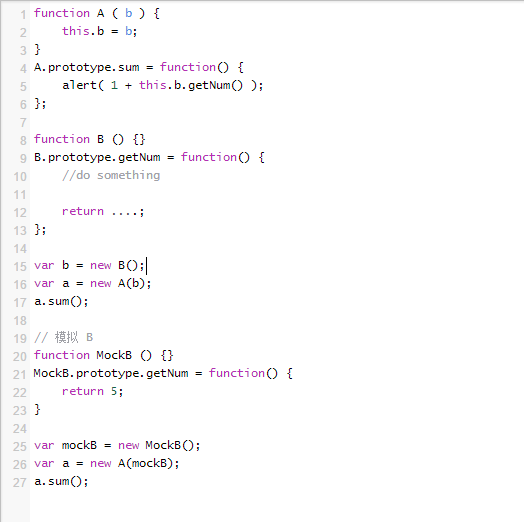 1 function A ( b ) {
2     this.b = b;
3 }
4 A.prototype.sum = function() {
5     alert( 1 + this.b.getNum() );
6 };
7
8 function B () {}
9 B.prototype.getNum = function() {
10     //do something
11
12     return ....;
13 };
14
15 var b = new B();
16 var a = new A(b);
17 a.sum();
18
19 // 模拟 B
20 function MockB () {}
21 MockB.prototype.getNum = function() {
22     return 5;
23 }
24
25 var mockB = new MockB();
26 var a = new A(mockB);
27 a.sum();